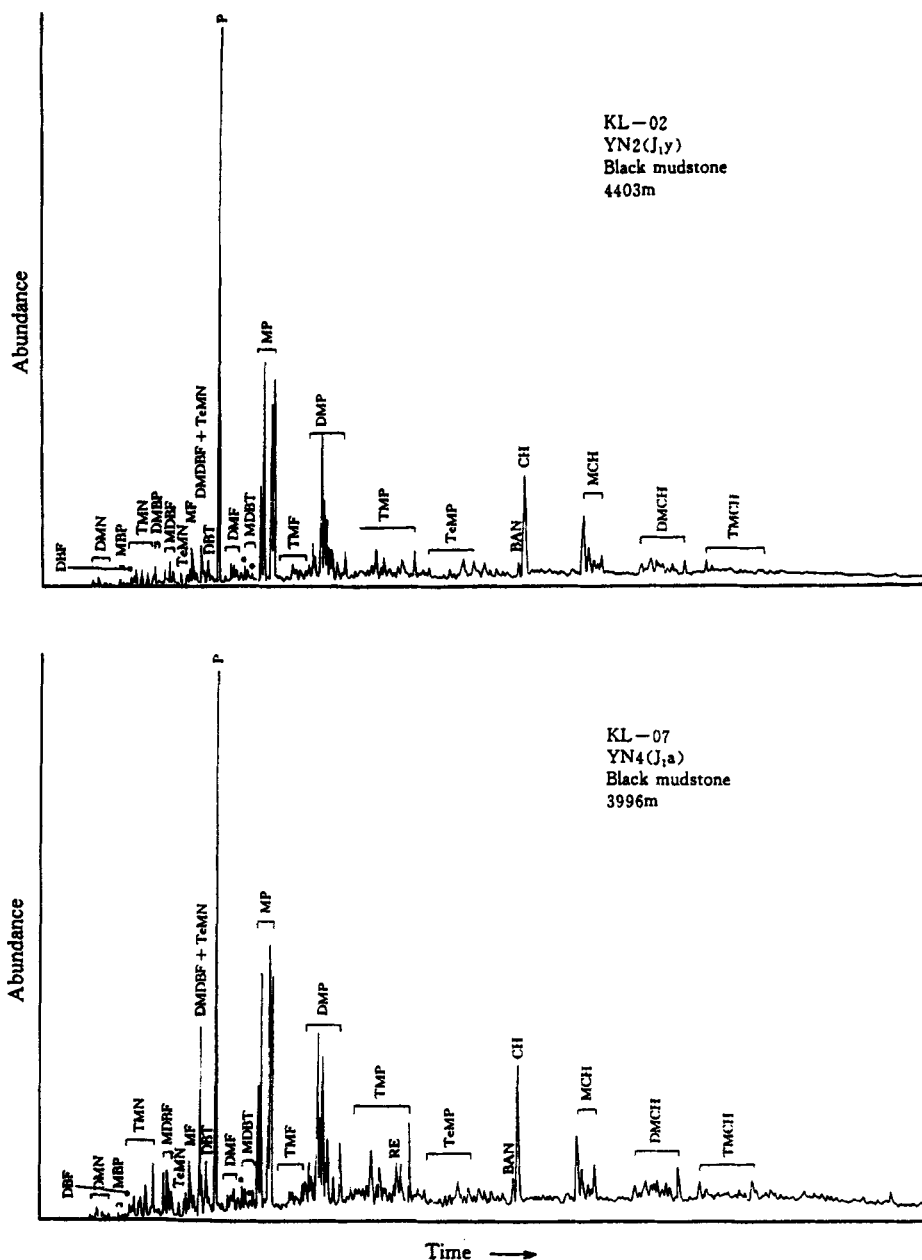 P
KL-02
YN2(J₁y)
Black mudstone
4403m
Abundance
DBF
DMN
MBP
TMN
DMBP
MDBF
TeMN
MF
DMDBF + TeMN
DBT
DMF
MDBT
MP
TMF
DMP
TMP
TeMP
BAN
CH
MCH
DMCH
TMCH
P
KL-07
YN4(J₁a)
Black mudstone
3996m
Abundance
DBF
DMN
MBP
TMN
MDBF
TeMN
MF
DMDBF + TeMN
DBT
DMF
MDBT
MP
TMF
DMP
TMP
RE
TeMP
BAN
CH
MCH
DMCH
TMCH
Time